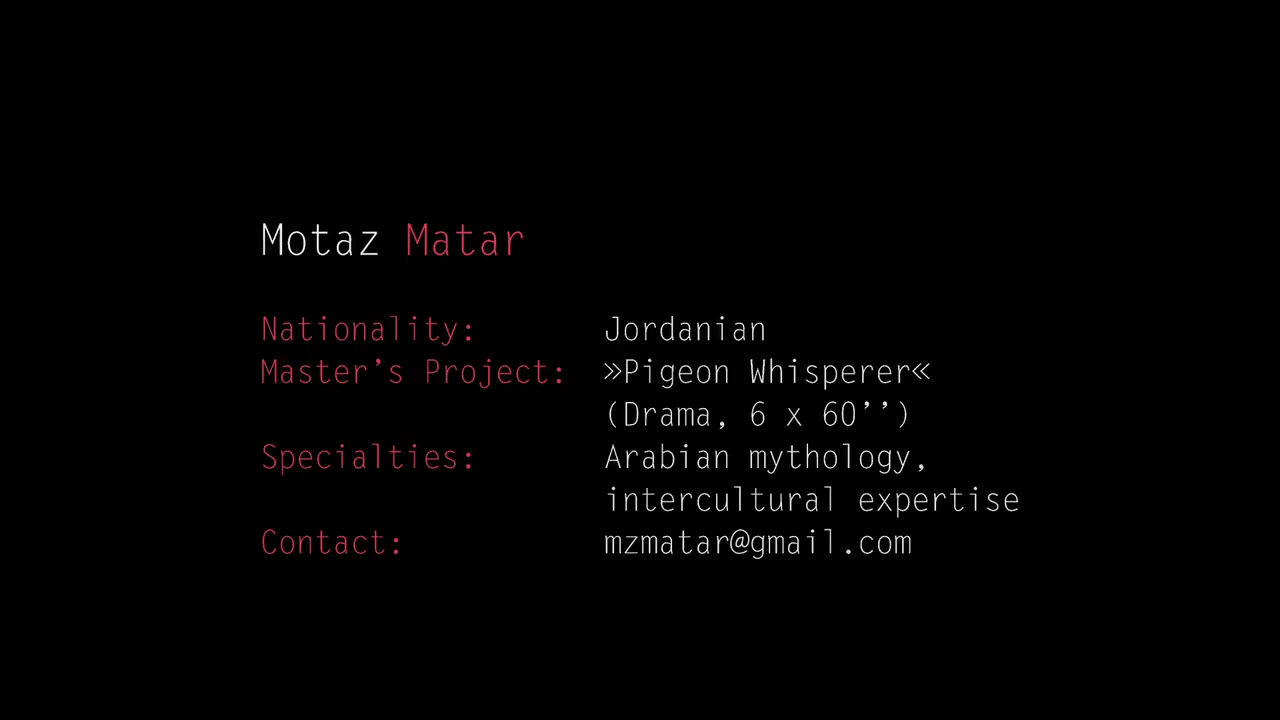 Motaz Matar
Nationality: Jordanian
Master’s Project: »Pigeon Whisperer«
(Drama, 6 x 60’’)
Specialties: Arabian mythology,
intercultural expertise
Contact: mzmatar@gmail.com